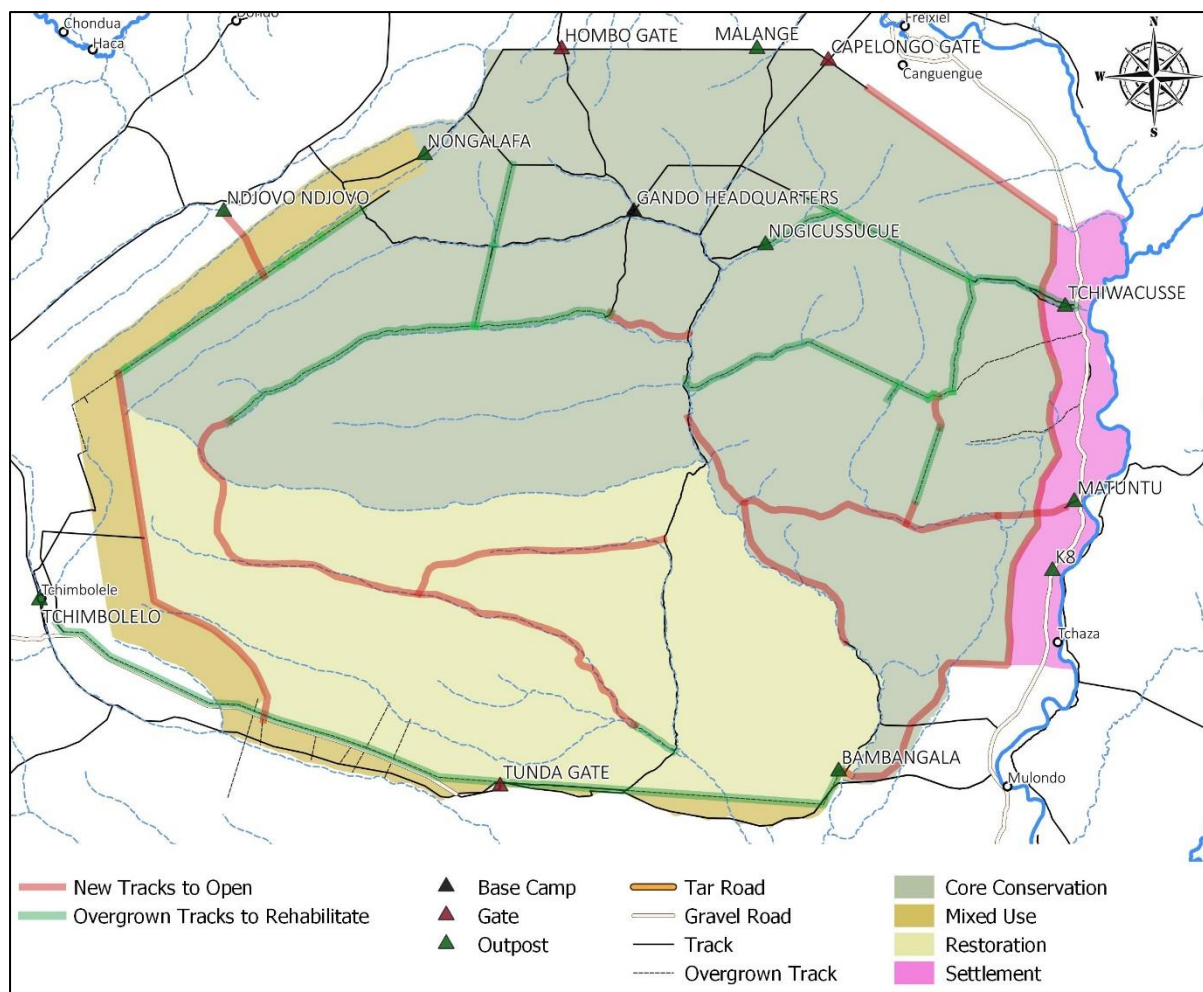 Chondua
Haca
HOMBO GATE
MALANGE
CAPELONGO GATE
Freixiel
Canguengue
N
W
E
S
NONGALAFA
NDJOVO NDJOVO
GANDO HEADQUARTERS
NDGICUSSUCUE
TCHIWACUSSE
MATUNTU
K8
Tchimbolele
TCHIMBOLELO
Tchaza
TUNDA GATE
BAMBANGALA
Mulondo
New Tracks to Open
Overgrown Tracks to Rehabilitate
Base Camp
Gate
Outpost
Tar Road
Gravel Road
Track
Overgrown Track
Core Conservation
Mixed Use
Restoration
Settlement